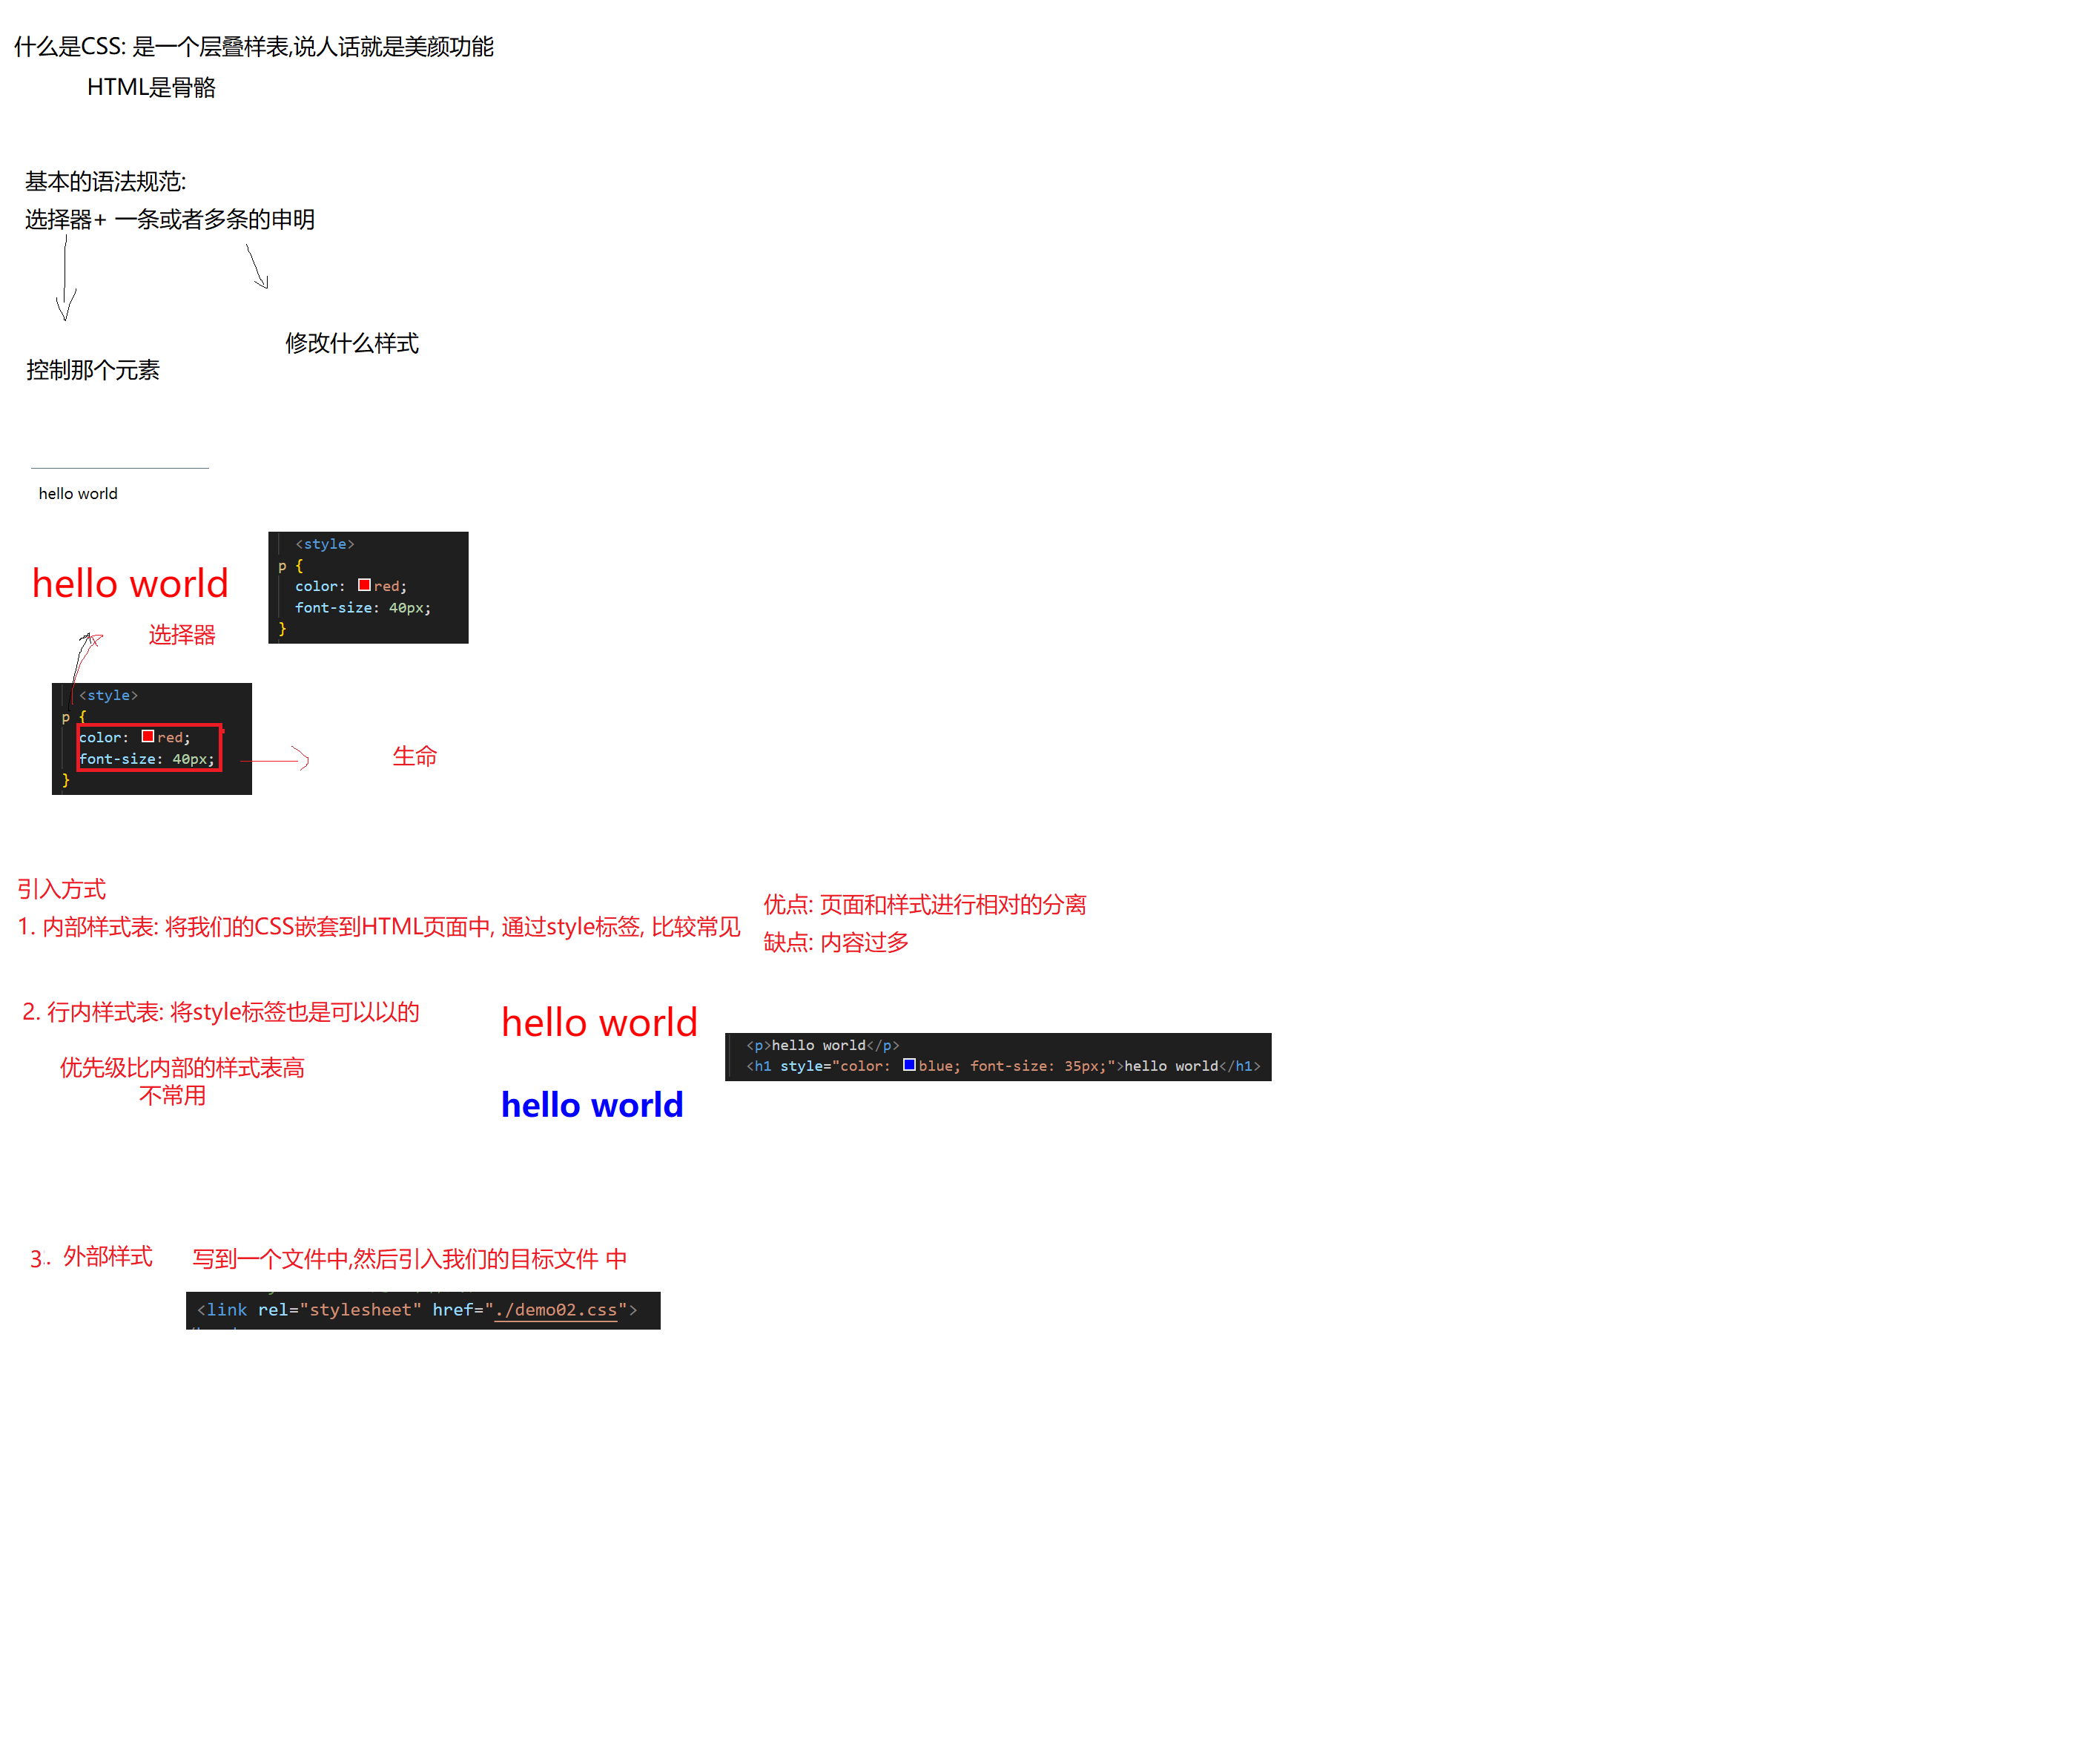 什么是CSS: 是一个层叠样表,说人话就是美颜功能
HTML是骨骼
基本的语法规范:
选择器+ 一条或者多条的申明
修改什么样式
控制那个元素
hello world
hello world
<style>
p {
color: red;
font-size: 40px;
}
选择器
<style>
p {
color: red;
font-size: 40px;
}
生命
引入方式
1. 内部样式表: 将我们的CSS嵌套到HTML页面中, 通过style标签, 比较常见
优点: 页面和样式进行相对的分离
缺点: 内容过多
2. 行内样式表: 将style标签也是可以以的
优先级比内部的样式表高
不常用
hello world
hello world
<p>hello world</p>
<h1 style="color: blue; font-size: 35px;">hello world</h1>
3.. 外部样式
写到一个文件中,然后引入我们的目标文件 中
<link rel="stylesheet" href="./demo02.css">